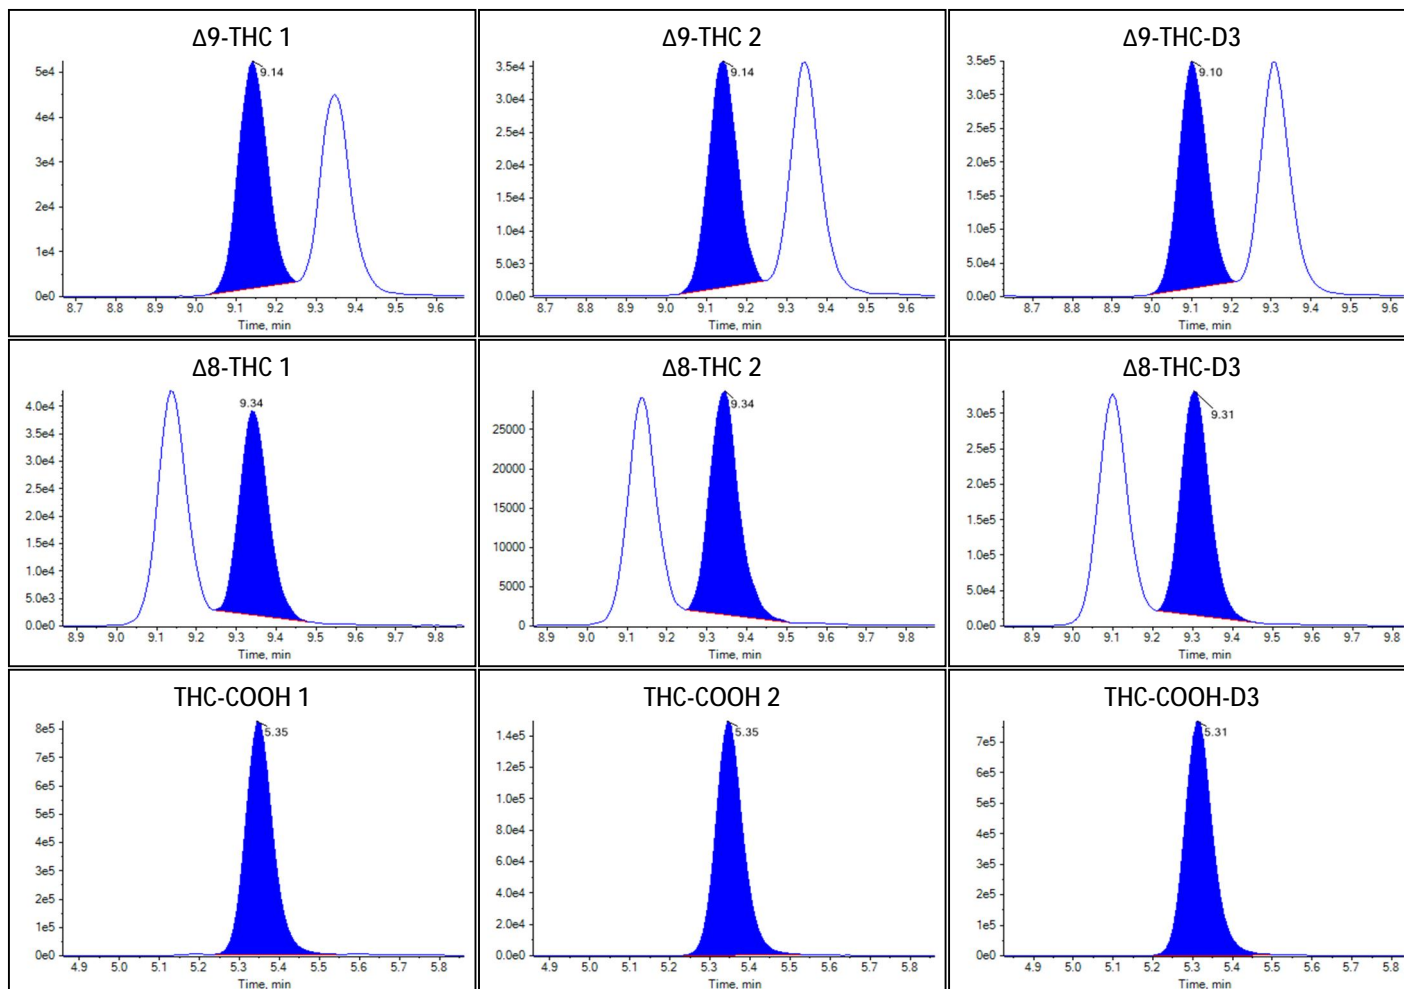 Δ9-THC 1
5e4
4e4
3e4
2e4
1e4
0e0
9.14
8.7 8.8 8.9 9.0 9.1 9.2 9.3 9.4 9.5 9.6
Time, min
Δ9-THC 2
3.5e4
3.0e4
2.5e4
2.0e4
1.5e4
1.0e4
5.0e3
0.0e0
9.14
8.7 8.8 8.9 9.0 9.1 9.2 9.3 9.4 9.5 9.6
Time, min
Δ9-THC-D3
3.5e5
3.0e5
2.5e5
2.0e5
1.5e5
1.0e5
5.0e4
0.0e0
9.10
8.7 8.8 8.9 9.0 9.1 9.2 9.3 9.4 9.5 9.6
Time, min
Δ8-THC 1
4.0e4
3.5e4
3.0e4
2.5e4
2.0e4
1.5e4
1.0e4
5.0e3
0.0e0
9.34
8.9 9.0 9.1 9.2 9.3 9.4 9.5 9.6 9.7 9.8
Time, min
Δ8-THC 2
25000
20000
15000
10000
5000
0
9.34
8.9 9.0 9.1 9.2 9.3 9.4 9.5 9.6 9.7 9.8
Time, min
Δ8-THC-D3
3.0e5
2.5e5
2.0e5
1.5e5
1.0e5
5.0e4
0.0e0
9.31
8.9 9.0 9.1 9.2 9.3 9.4 9.5 9.6 9.7 9.8
Time, min
THC-COOH 1
8e5
7e5
6e5
5e5
4e5
3e5
2e5
1e5
0e0
5.35
4.9 5.0 5.1 5.2 5.3 5.4 5.5 5.6 5.7 5.8
Time, min
THC-COOH 2
1.4e5
1.2e5
1.0e5
8.0e4
6.0e4
4.0e4
2.0e4
0.0e0
5.35
4.9 5.0 5.1 5.2 5.3 5.4 5.5 5.6 5.7 5.8
Time, min
THC-COOH-D3
7e5
6e5
5e5
4e5
3e5
2e5
1e5
0e0
5.31
4.9 5.0 5.1 5.2 5.3 5.4 5.5 5.6 5.7 5.8
Time, min